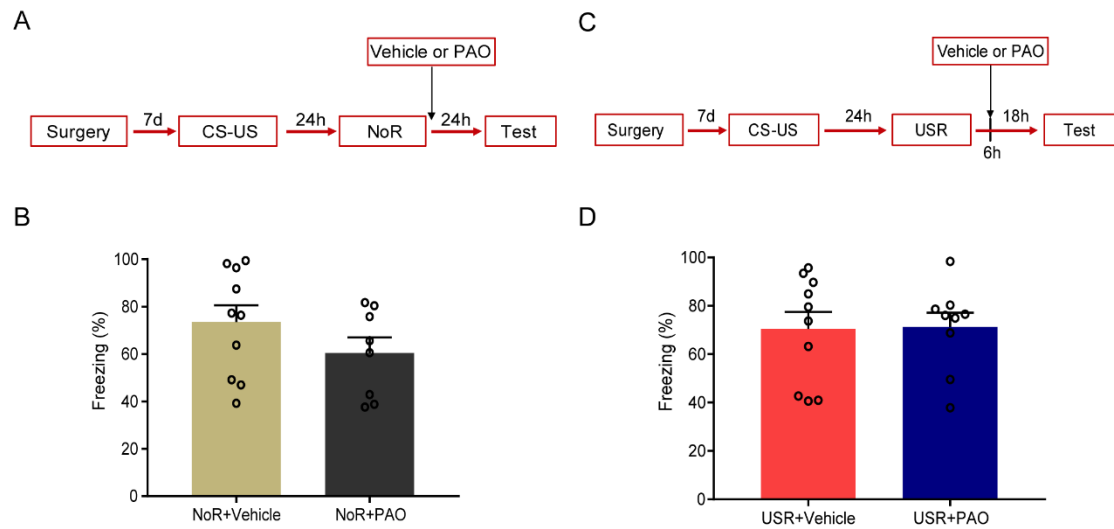 A
Vehicle or PAO
Surgery 7d CS-US 24h NoR 24h Test
B
Freezing (%)
100
80
60
40
20
0
NoR+Vehicle NoR+PAO
C
Vehicle or PAO
Surgery 7d CS-US 24h USR 18h Test
6h
D
Freezing (%)
100
80
60
40
20
0
USR+Vehicle USR+PAO